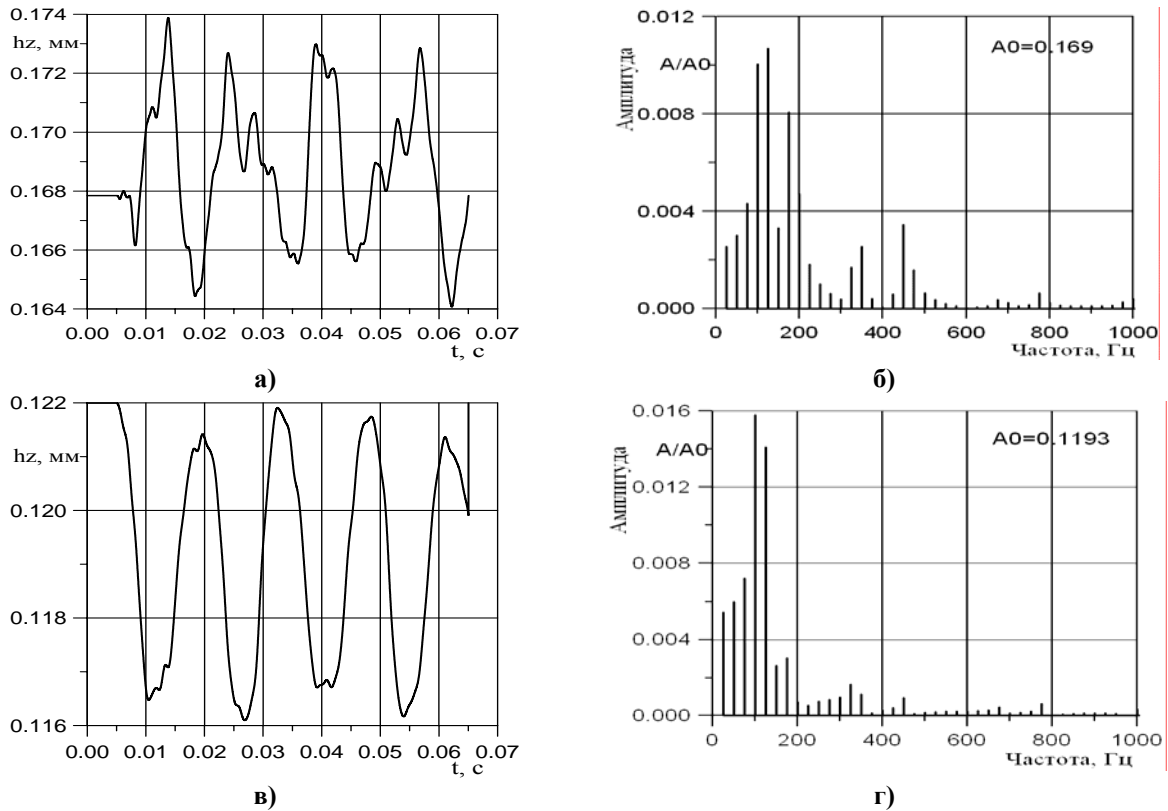 0.174
hz, мм
0.172
0.170
0.168
0.166
0.164
0.00 0.01 0.02 0.03 0.04 0.05 0.06 0.07
t, с
а)
0.012
A0=0.169
A/A0
Амплитуда
0.008
0.004
0.000
0 200 400 600 800 1000
Частота, Гц
б)
0.122
hz, мм
0.120
0.118
0.116
0.00 0.01 0.02 0.03 0.04 0.05 0.06 0.07
t, с
в)
0.016
A0=0.1193
A/A0
Амплитуда
0.012
0.008
0.004
0.000
0 200 400 600 800 1000
Частота, Гц
г)